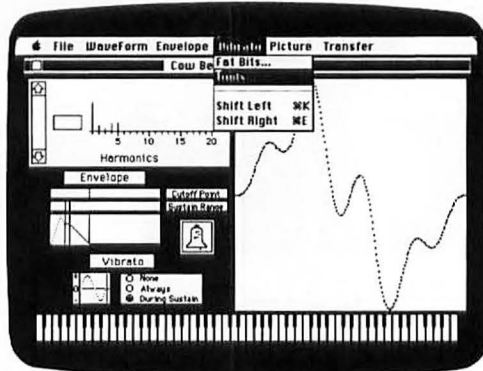 File WaveForm Envelope Vibrato Picture Transfer
Cow Be
Fat Bits...
Tools...
Shift Left ⌘K
Shift Right ⌘E
5 10 15 20
Harmonics
Envelope
Cutoff Point
Sustain Range
Vibrato
None
Always
During Sustain